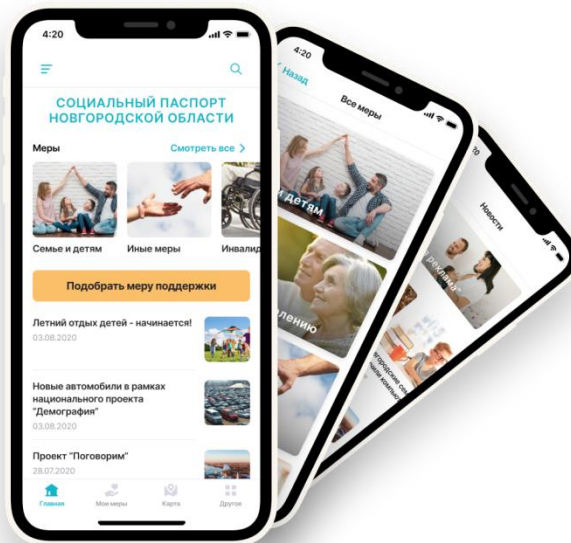 4:20
СОЦИАЛЬНЫЙ ПАСПОРТ
НОВГОРОДСКОЙ ОБЛАСТИ
Меры
Смотреть все >
Семье и детям
Иные меры
Инвалид
Подобрать меру поддержки
Летний отдых детей - начинается!
03.08.2020
Новые автомобили в рамках
национального проекта
"Демография"
03.08.2020
Проект "Поговорим"
28.07.2020
Главная
Мои меры
Карта
Другое
4:20
Назад
Все меры
и детям
лению
20
Новости
реклама"